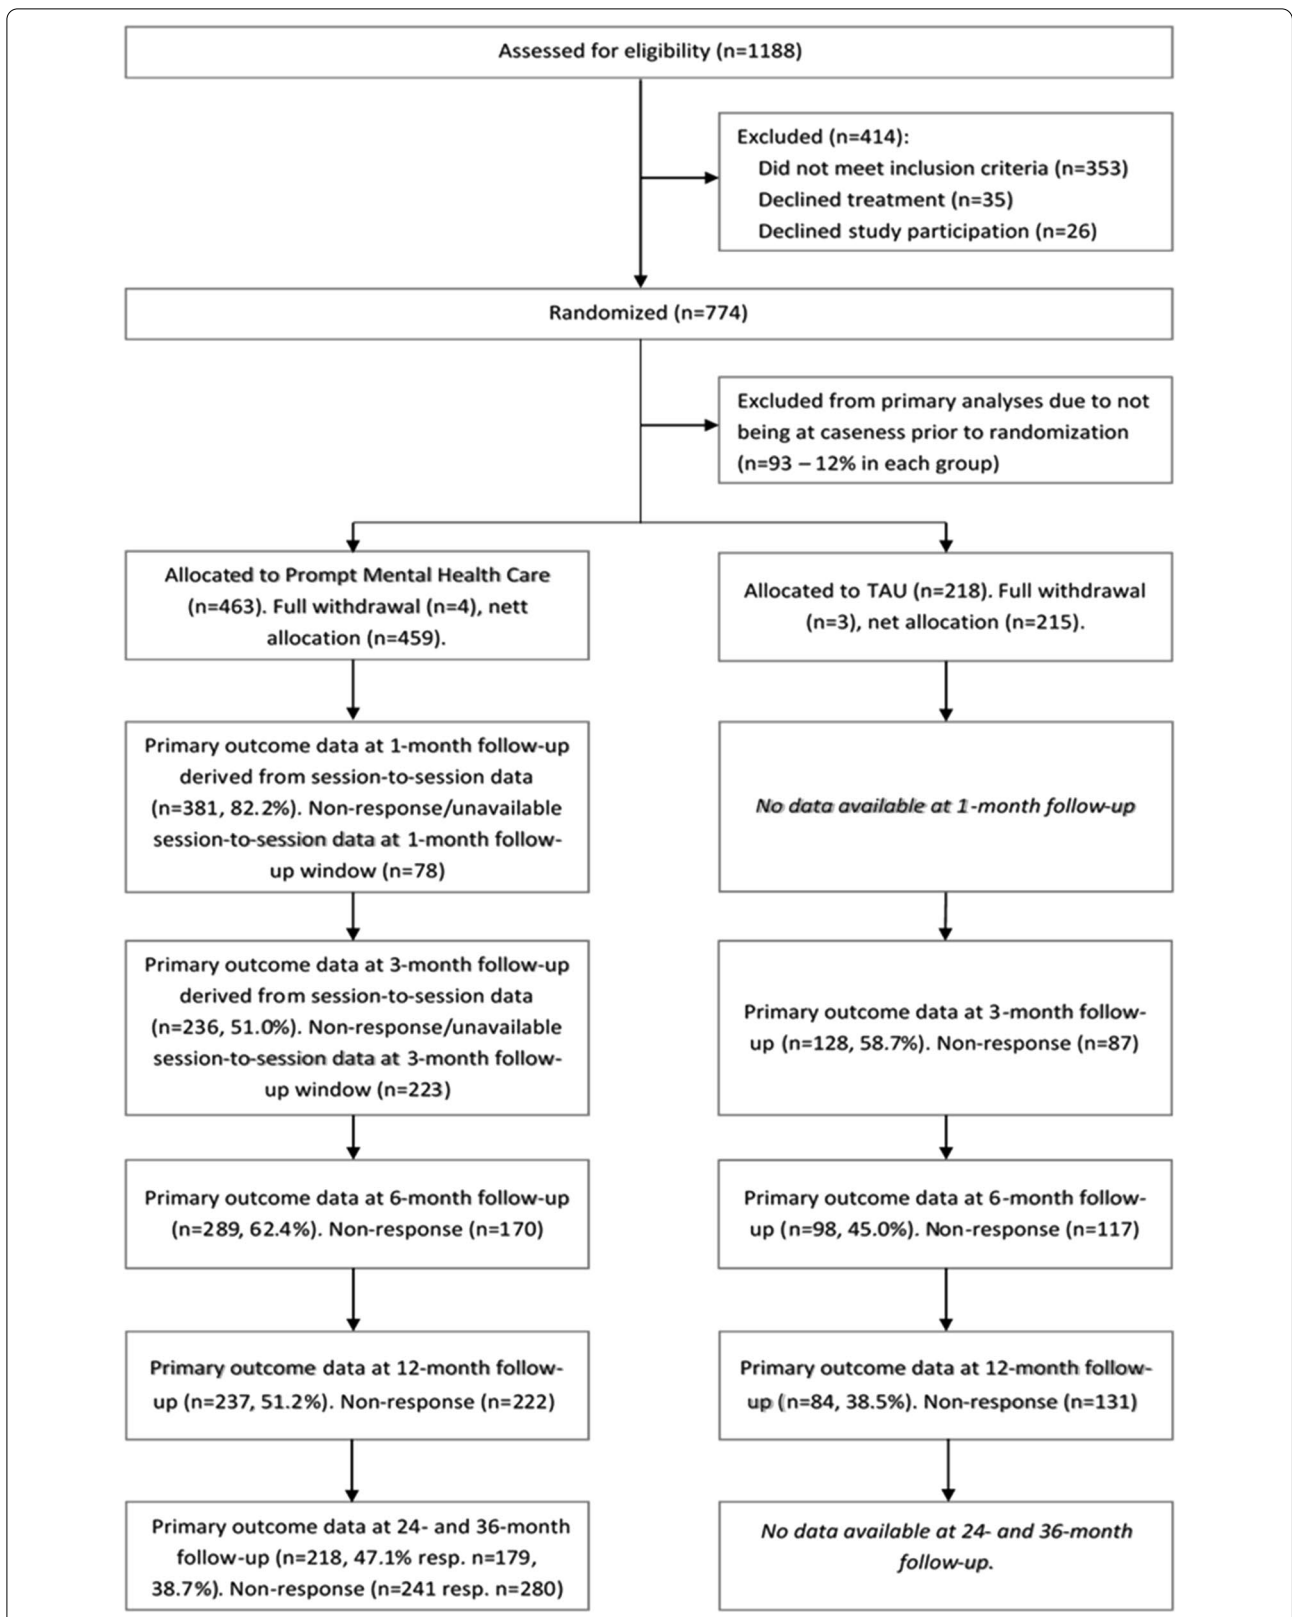 Assessed for eligibility (n=1188)
Excluded (n=414):
Did not meet inclusion criteria (n=353)
Declined treatment (n=35)
Declined study participation (n=26)
Randomized (n=774)
Excluded from primary analyses due to not
being at caseness prior to randomization
(n=93 – 12% in each group)
Allocated to Prompt Mental Health Care
(n=463). Full withdrawal (n=4), nett
allocation (n=459).
Allocated to TAU (n=218). Full withdrawal
(n=3), net allocation (n=215).
Primary outcome data at 1-month follow-up
derived from session-to-session data
(n=381, 82.2%). Non-response/unavailable
session-to-session data at 1-month follow-
up window (n=78)
No data available at 1-month follow-up
Primary outcome data at 3-month follow-up
derived from session-to-session data
(n=236, 51.0%). Non-response/unavailable
session-to-session data at 3-month follow-
up window (n=223)
Primary outcome data at 3-month follow-
up (n=128, 58.7%). Non-response (n=87)
Primary outcome data at 6-month follow-up
(n=289, 62.4%). Non-response (n=170)
Primary outcome data at 6-month follow-
up (n=98, 45.0%). Non-response (n=117)
Primary outcome data at 12-month follow-
up (n=237, 51.2%). Non-response (n=222)
Primary outcome data at 12-month follow-
up (n=84, 38.5%). Non-response (n=131)
Primary outcome data at 24- and 36-month
follow-up (n=218, 47.1% resp. n=179,
38.7%). Non-response (n=241 resp. n=280)
No data available at 24- and 36-month
follow-up.